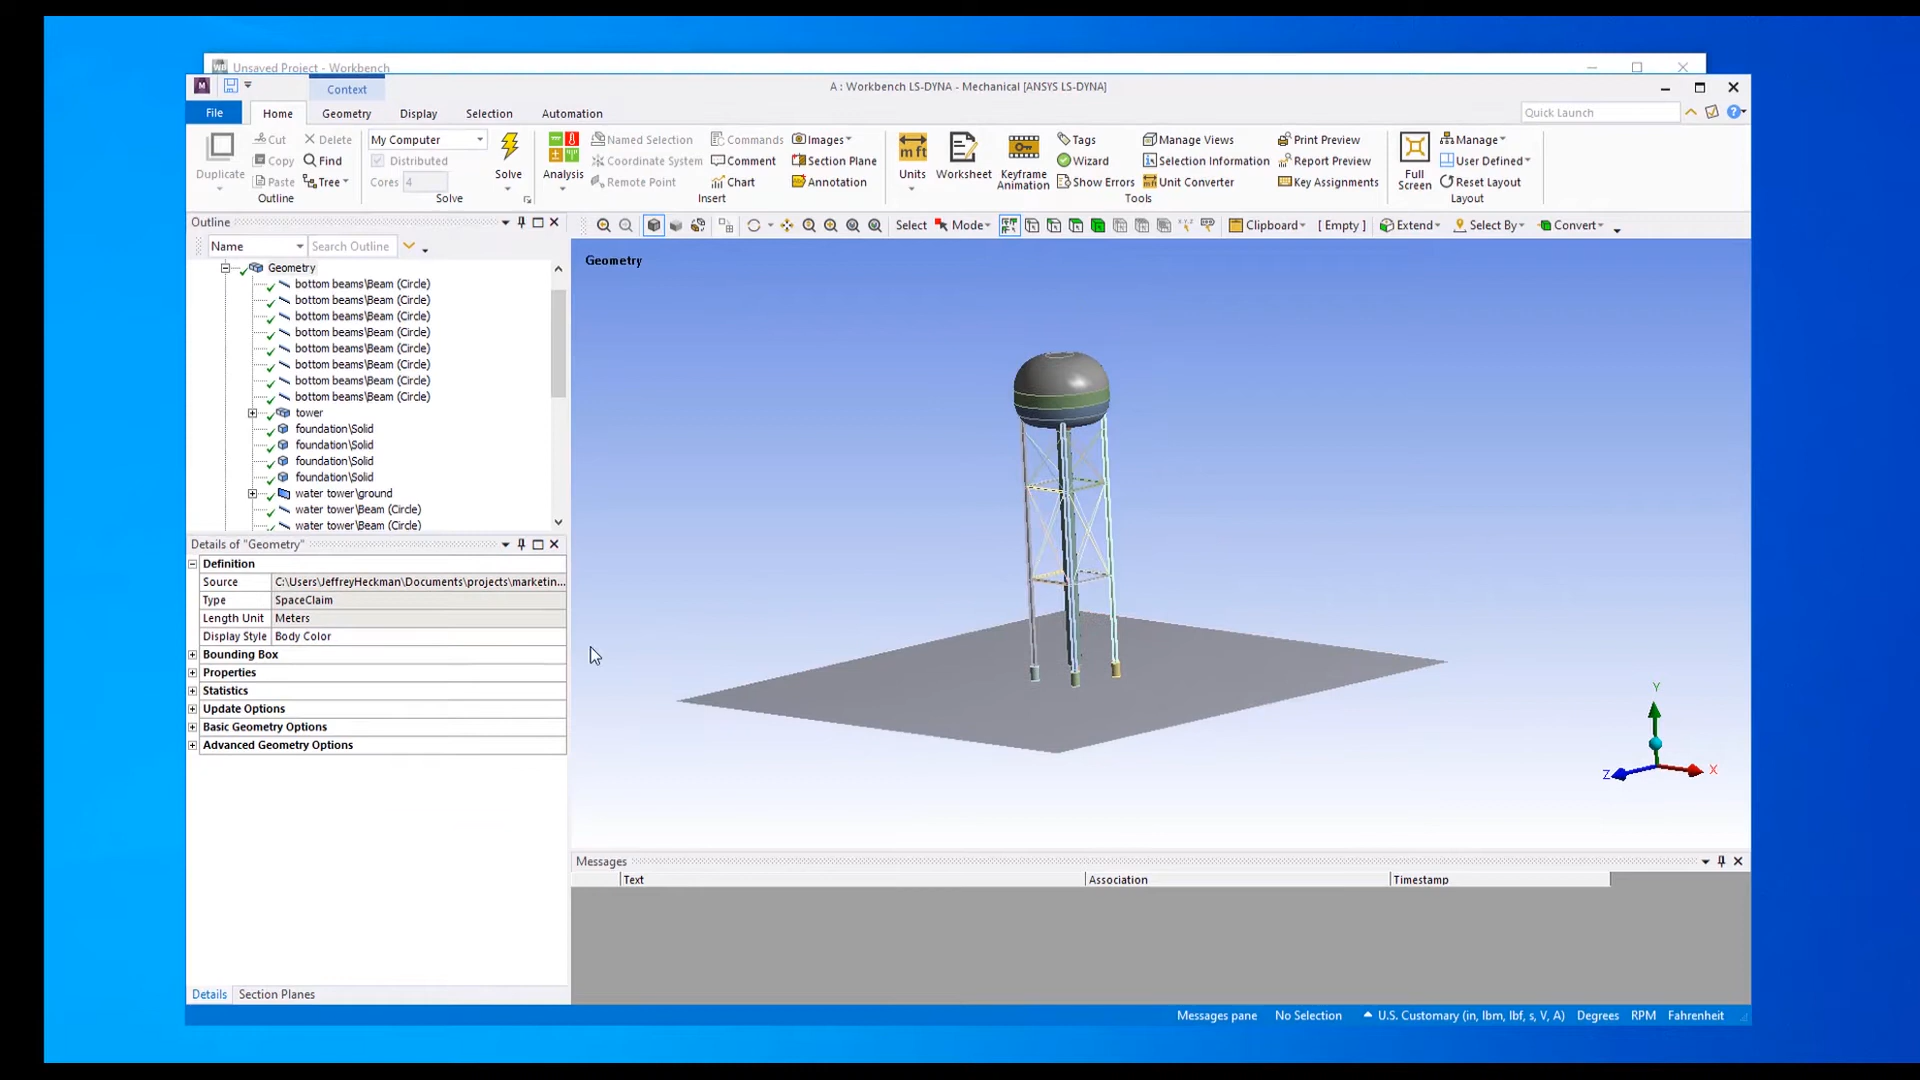 Unsaved Project - Workbench
Context
A : Workbench LS-DYNA - Mechanical [ANSYS LS-DYNA]
File Home Geometry Display Selection Automation
Quick Launch
Duplicate
Cut
Copy
Paste
Delete
Find
Tree
Outline
My Computer
Distributed
Cores 4
Solve
Solve
Analysis
Named Selection
Coordinate System
Remote Point
Commands
Comment
Chart
Images
Section Plane
Annotation
Insert
Units
Worksheet
Keyframe
Animation
Tags
Wizard
Show Errors
Manage Views
Selection Information
Unit Converter
Print Preview
Report Preview
Key Assignments
Tools
Full
Screen
Manage
User Defined
Reset Layout
Layout
Outline
Name Search Outline
Select Mode Clipboard [ Empty ] Extend Select By Convert
Geometry
bottom beams\Beam (Circle)
bottom beams\Beam (Circle)
bottom beams\Beam (Circle)
bottom beams\Beam (Circle)
bottom beams\Beam (Circle)
bottom beams\Beam (Circle)
bottom beams\Beam (Circle)
bottom beams\Beam (Circle)
tower
foundation\Solid
foundation\Solid
foundation\Solid
foundation\Solid
water tower\ground
water tower\Beam (Circle)
water tower\Beam (Circle)
Details of "Geometry"
Definition
Source C:\Users\JeffreyHeckman\Documents\projects\marketin...
Type SpaceClaim
Length Unit Meters
Display Style Body Color
Bounding Box
Properties
Statistics
Update Options
Basic Geometry Options
Advanced Geometry Options
Details Section Planes
Geometry
Y
Z
X
Messages
Text Association Timestamp
Messages pane No Selection U.S. Customary (in, lbm, lbf, s, V, A) Degrees RPM Fahrenheit